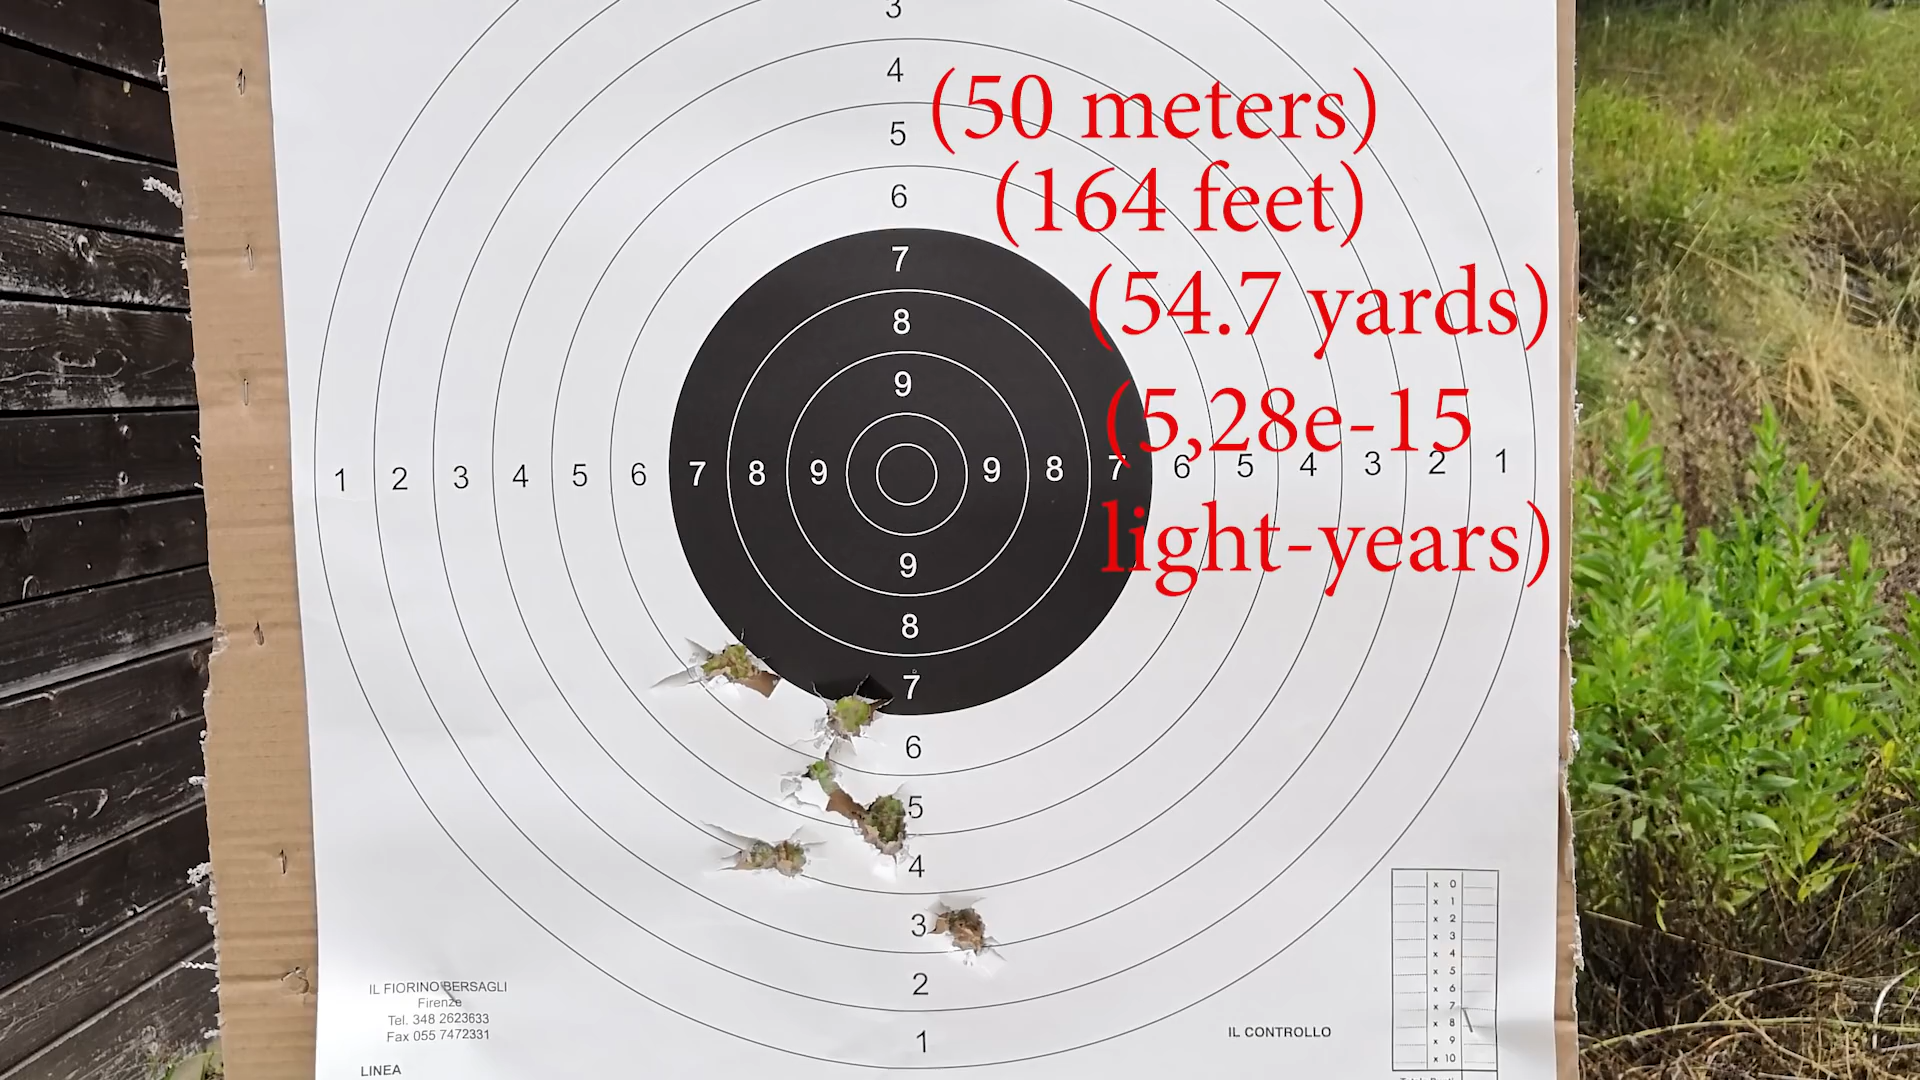 3
4
(50 meters)
5
(164 feet)
6
7
(54.7 yards)
8
9
(5,28e-15
1 2 3 4 5 6 7 8 9 9 8 7 6 5 4 3 2 1
light-years)
9
8
7
6
5
4
3
2
1
x 0
x 1
x 2
x 3
x 4
x 5
x 6
x 7
x 8
x 9
x 10
IL FIORINO BERSAGLI
Firenze
Tel. 348 2623633
Fax 055 7472331
IL CONTROLLO
LINEA